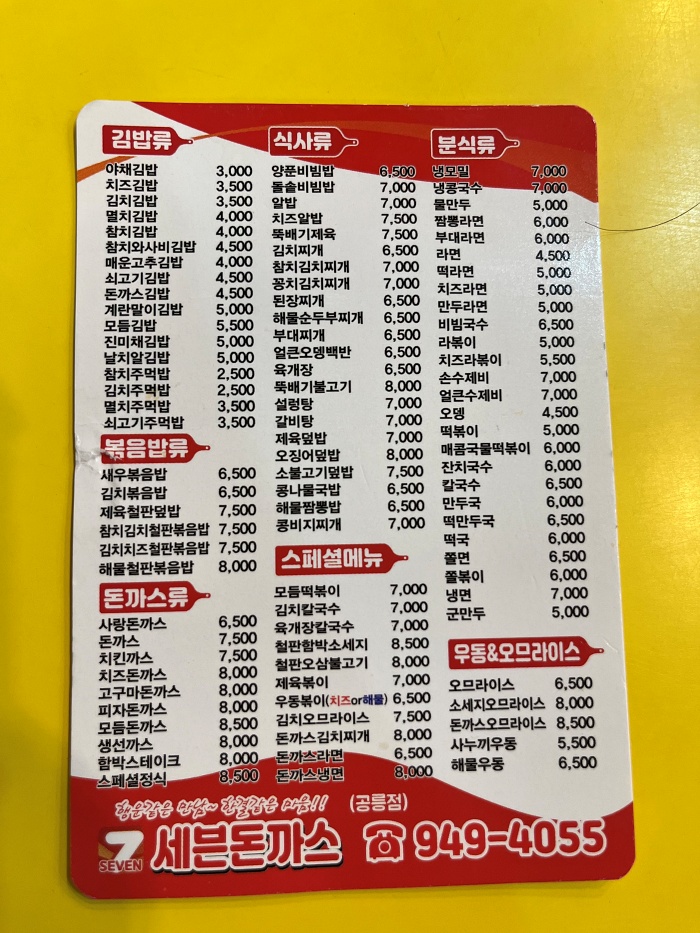 김밥류
야채김밥 3,000
치즈김밥 3,500
김치김밥 3,500
멸치김밥 4,000
참치김밥 4,000
참치와사비김밥 4,500
매운고추김밥 4,000
쇠고기김밥 4,500
돈까스김밥 4,500
계란말이김밥 5,000
모듬김밥 5,500
진미채김밥 5,000
날치알김밥 5,000
참치주먹밥 2,500
김치주먹밥 2,500
멸치주먹밥 3,500
쇠고기주먹밥 3,500
볶음밥류
새우볶음밥 6,500
김치볶음밥 6,500
제육철판덮밥 7,500
참치김치철판볶음밥 7,500
김치치즈철판볶음밥 7,500
해물철판볶음밥 8,000
돈까스류
사랑돈까스 6,500
돈까스 7,500
치킨까스 7,500
치즈돈까스 8,000
고구마돈까스 8,000
피자돈까스 8,000
모듬돈까스 8,500
생선까스 8,000
함박스테이크 8,000
스페셜정식 8,500
식사류
양푼비빔밥 6,500
돌솥비빔밥 7,000
알밥 7,000
치즈알밥 7,500
뚝배기제육 7,500
김치찌개 6,500
참치김치찌개 7,000
꽁치김치찌개 7,000
된장찌개 6,500
해물순두부찌개 6,500
부대찌개 6,500
얼큰오뎅백반 6,500
육개장 6,500
뚝배기불고기 8,000
설렁탕 7,000
갈비탕 7,000
제육덮밥 7,000
오징어덮밥 8,000
소불고기덮밥 7,500
콩나물국밥 6,500
해물짬뽕밥 6,500
콩비지찌개 7,000
스페셜메뉴
모듬떡볶이 7,000
김치칼국수 7,000
육개장칼국수 7,000
철판함박소세지 8,500
철판오삼불고기 8,000
제육볶이 7,000
우동볶이(치즈or해물) 6,500
김치오므라이스 7,500
돈까스김치찌개 8,000
돈까스라면 6,500
돈까스냉면 8,000
분식류
냉모밀 7,000
냉콩국수 7,000
물만두 5,000
짬뽕라면 6,000
부대라면 6,000
라면 4,500
떡라면 5,000
치즈라면 5,000
만두라면 5,000
비빔국수 6,500
라볶이 5,000
치즈라볶이 5,500
손수제비 7,000
얼큰수제비 7,000
오뎅 4,500
떡볶이 5,000
매콤국물떡볶이 6,000
잔치국수 6,000
칼국수 6,500
만두국 6,000
떡만두국 6,500
떡국 6,000
쫄면 6,500
쫄볶이 6,000
냉면 7,000
군만두 5,000
우동&오므라이스
오므라이스 6,500
소세지오므라이스 8,000
돈까스오므라이스 8,500
사누끼우동 5,500
해물우동 6,500
행운같은 만남~ 한결같은 사움!! (공릉점)
7 SEVEN 세븐돈까스 ☎ 949-4055